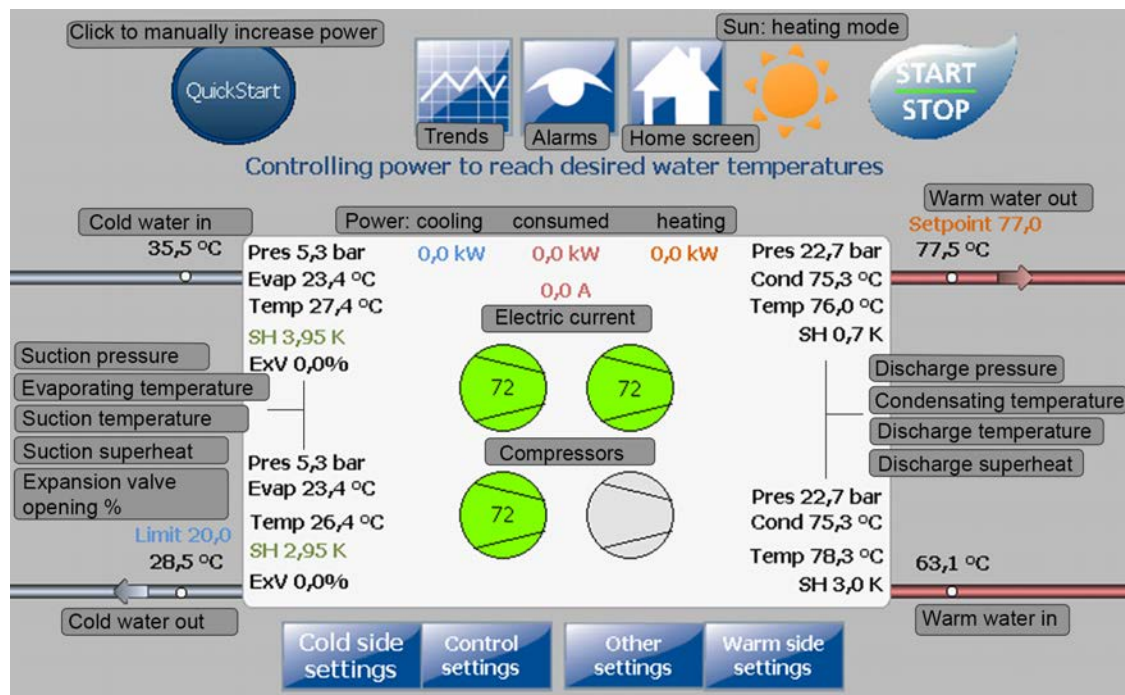 Click to manually increase power
Sun: heating mode
QuickStart
START
STOP
Trends
Alarms
Home screen
Controlling power to reach desired water temperatures
Cold water in
Power: cooling consumed heating
Warm water out
Setpoint 77,0
35,5 °C
77,5 °C
Pres 5,3 bar
Evap 23,4 °C
Temp 27,4 °C
SH 3,95 K
ExV 0,0%
0,0 kW
0,0 kW
0,0 kW
0,0 A
Electric current
Pres 22,7 bar
Cond 75,3 °C
Temp 76,0 °C
SH 0,7 K
72
72
Suction pressure
Evaporating temperature
Suction temperature
Suction superheat
Expansion valve
opening %
Discharge pressure
Condensating temperature
Discharge temperature
Discharge superheat
Compressors
72
Pres 5,3 bar
Evap 23,4 °C
Temp 26,4 °C
SH 2,95 K
ExV 0,0%
Pres 22,7 bar
Cond 75,3 °C
Temp 78,3 °C
SH 3,0 K
Limit 20,0
28,5 °C
63,1 °C
Cold water out
Warm water in
Cold side
settings
Control
settings
Other
settings
Warm side
settings